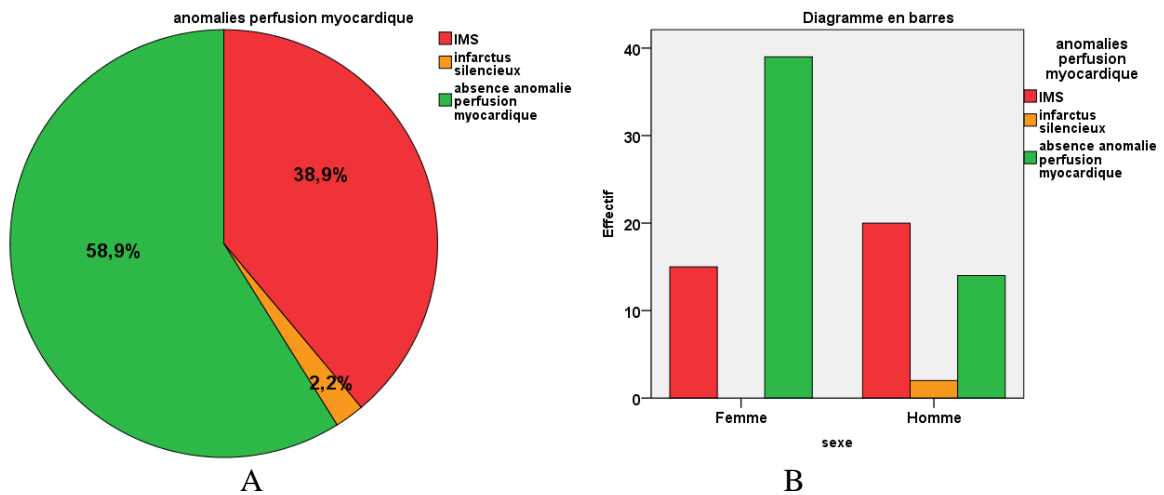 anomalies perfusion myocardique
IMS
infarctus
silencieux
absence anomalie
perfusion
myocardique
38,9%
58,9%
2,2%
A
Diagramme en barres
anomalies
perfusion
myocardique
IMS
infarctus
silencieux
absence anomalie
perfusion
myocardique
Effectif
40
30
20
10
0
Femme
Homme
sexe
B